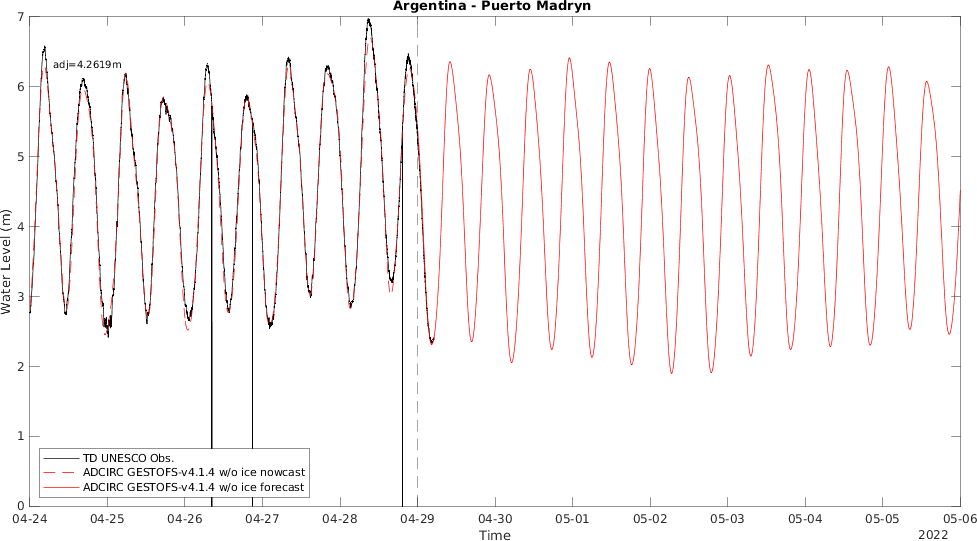 Argentina - Puerto Madryn
7
adj=4.2619m
6
5
4
3
2
1
0
Water Level (m)
TD UNESCO Obs.
ADCIRC GESTOFS-v4.1.4 w/o ice nowcast
ADCIRC GESTOFS-v4.1.4 w/o ice forecast
04-24 04-25 04-26 04-27 04-28 04-29 04-30 05-01 05-02 05-03 05-04 05-05 05-06
Time
2022